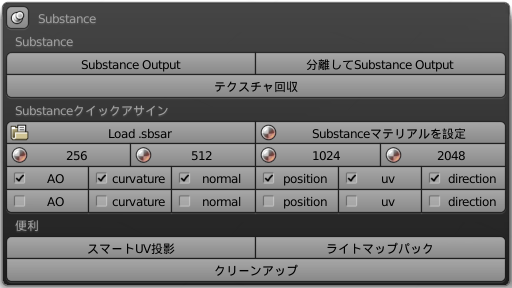 Substance
Substance
Substance Output 分離してSubstance Output
テクスチャ回収
Substanceクイックアサイン
Load .sbsar Substanceマテリアルを設定
256 512 1024 2048
AO curvature normal position uv direction
AO curvature normal position uv direction
便利
スマートUV投影 ライトマップパック
クリーンアップ